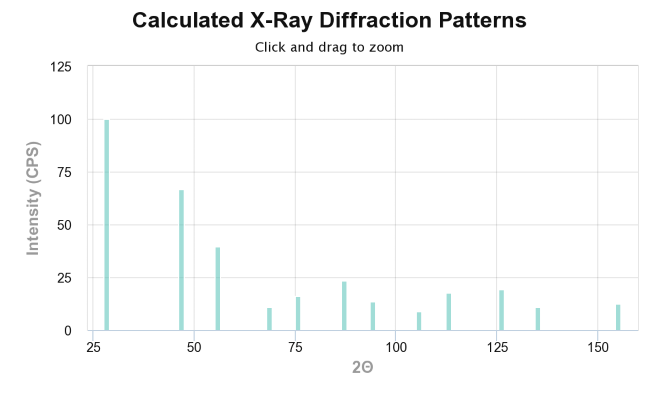 Calculated X-Ray Diffraction Patterns
Click and drag to zoom
125
100
75
50
25
0
Intensity (CPS)
25 50 75 100 125 150
2Θ